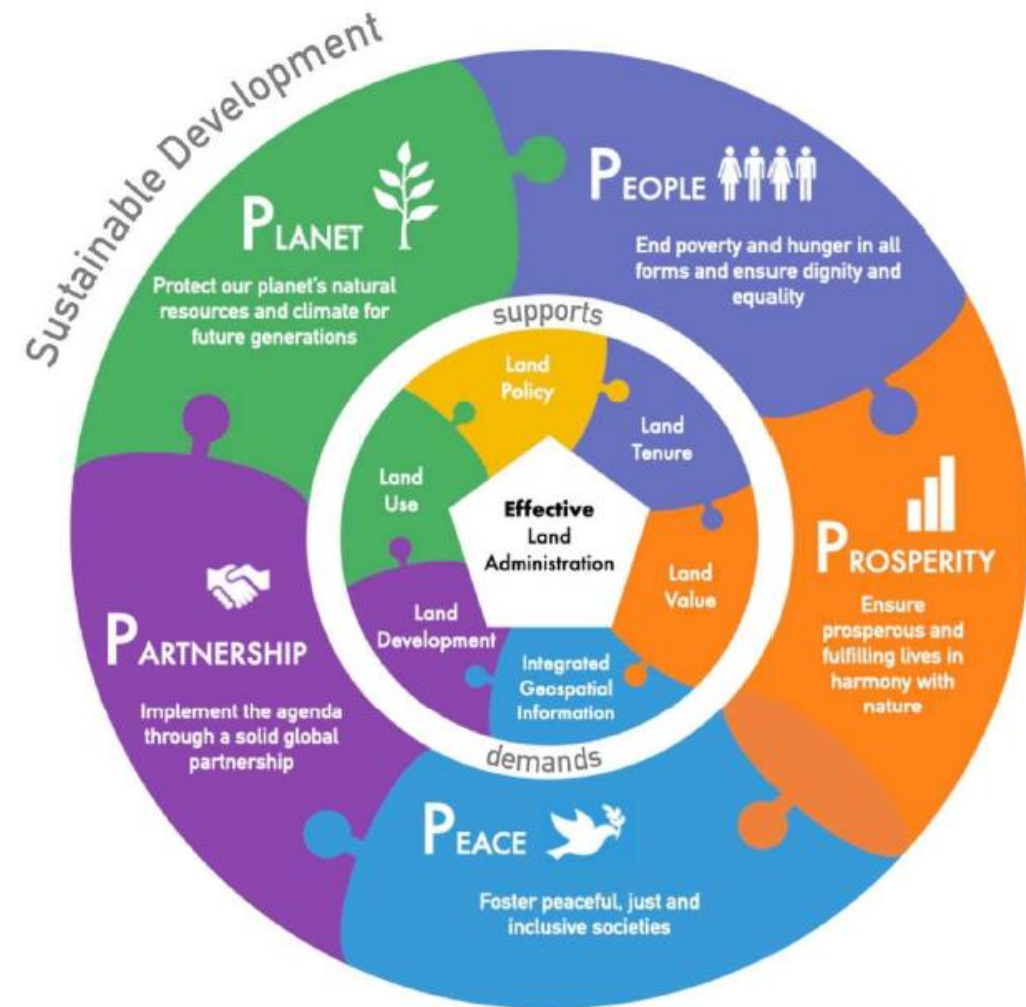 Sustainable Development
PLANET
Protect our planet's natural
resources and climate for
future generations
PEOPLE
End poverty and hunger in all
forms and ensure dignity and
equality
PROSPERITY
Ensure
prosperous and
fulfilling lives in
harmony with
nature
PEACE
Foster peaceful, just and
inclusive societies
PARTNERSHIP
Implement the agenda
through a solid global
partnership
supports
Land
Policy
Land
Tenure
Land
Value
Integrated
Geospatial
Information
Land
Development
Land
Use
Effective
Land
Administration
demands